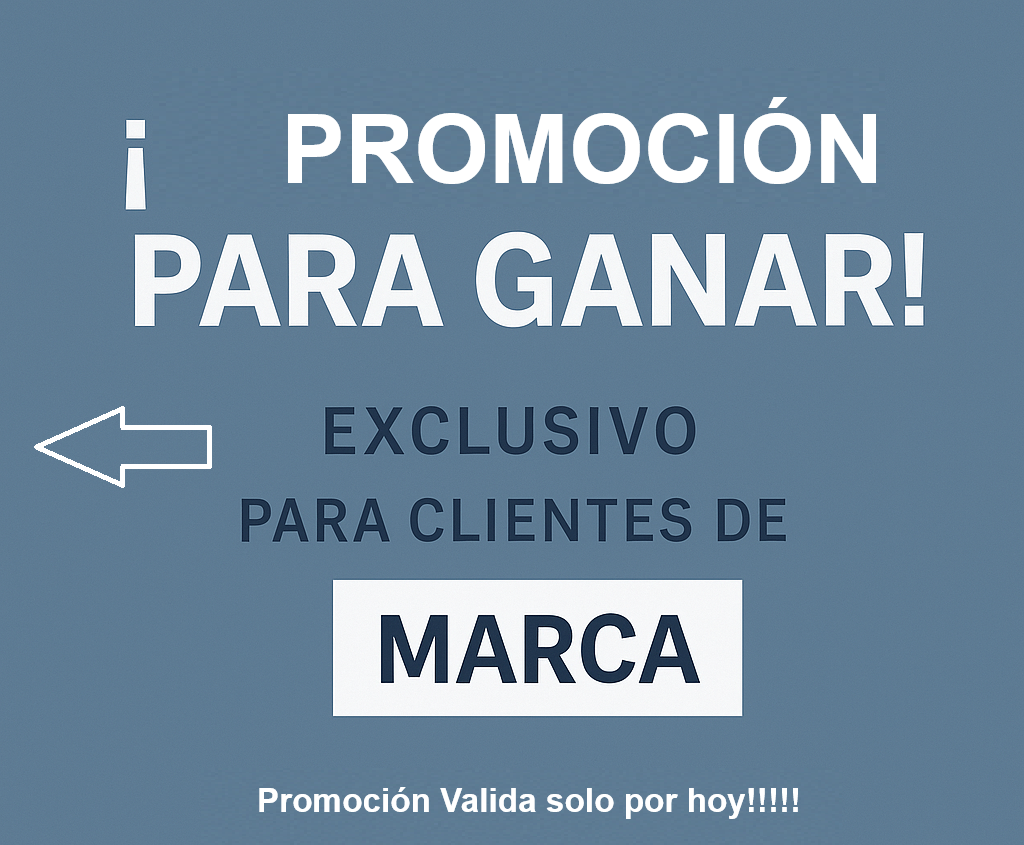 ¡ PROMOCIÓN
PARA GANAR!
EXCLUSIVO
PARA CLIENTES DE
MARCA
Promoción Valida solo por hoy!!!!!